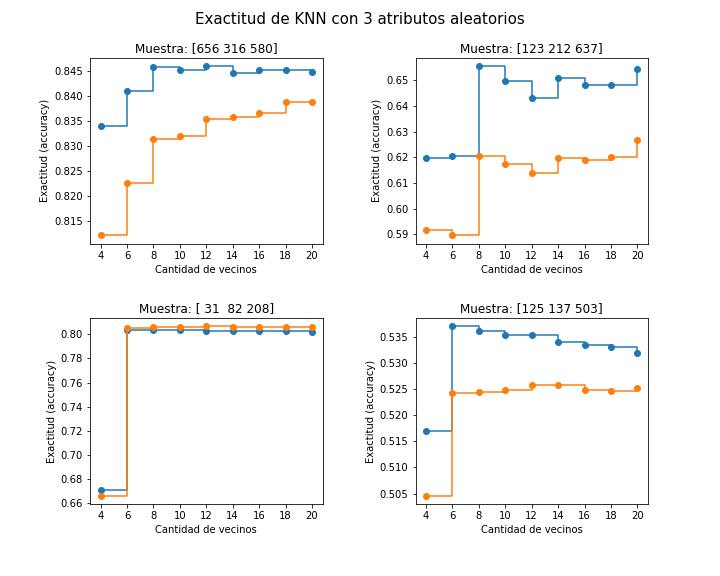 Exactitud de KNN con 3 atributos aleatorios
Muestra: [656 316 580]
Exactitud (accuracy)
0.845
0.840
0.835
0.830
0.825
0.820
0.815
4 6 8 10 12 14 16 18 20
Cantidad de vecinos
Muestra: [123 212 637]
Exactitud (accuracy)
0.65
0.64
0.63
0.62
0.61
0.60
0.59
4 6 8 10 12 14 16 18 20
Cantidad de vecinos
Muestra: [ 31  82 208]
Exactitud (accuracy)
0.80
0.78
0.76
0.74
0.72
0.70
0.68
0.66
4 6 8 10 12 14 16 18 20
Cantidad de vecinos
Muestra: [125 137 503]
Exactitud (accuracy)
0.535
0.530
0.525
0.520
0.515
0.510
0.505
4 6 8 10 12 14 16 18 20
Cantidad de vecinos